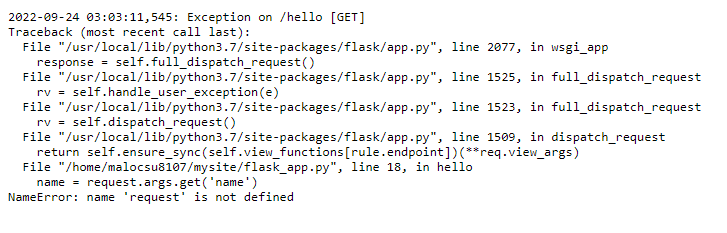 2022-09-24 03:03:11,545: Exception on /hello [GET]
Traceback (most recent call last):
  File "/usr/local/lib/python3.7/site-packages/flask/app.py", line 2077, in wsgi_app
    response = self.full_dispatch_request()
  File "/usr/local/lib/python3.7/site-packages/flask/app.py", line 1525, in full_dispatch_request
    rv = self.handle_user_exception(e)
  File "/usr/local/lib/python3.7/site-packages/flask/app.py", line 1523, in full_dispatch_request
    rv = self.dispatch_request()
  File "/usr/local/lib/python3.7/site-packages/flask/app.py", line 1509, in dispatch_request
    return self.ensure_sync(self.view_functions[rule.endpoint])(**req.view_args)
  File "/home/malocsu8107/mysite/flask_app.py", line 18, in hello
    name = request.args.get('name')
NameError: name 'request' is not defined